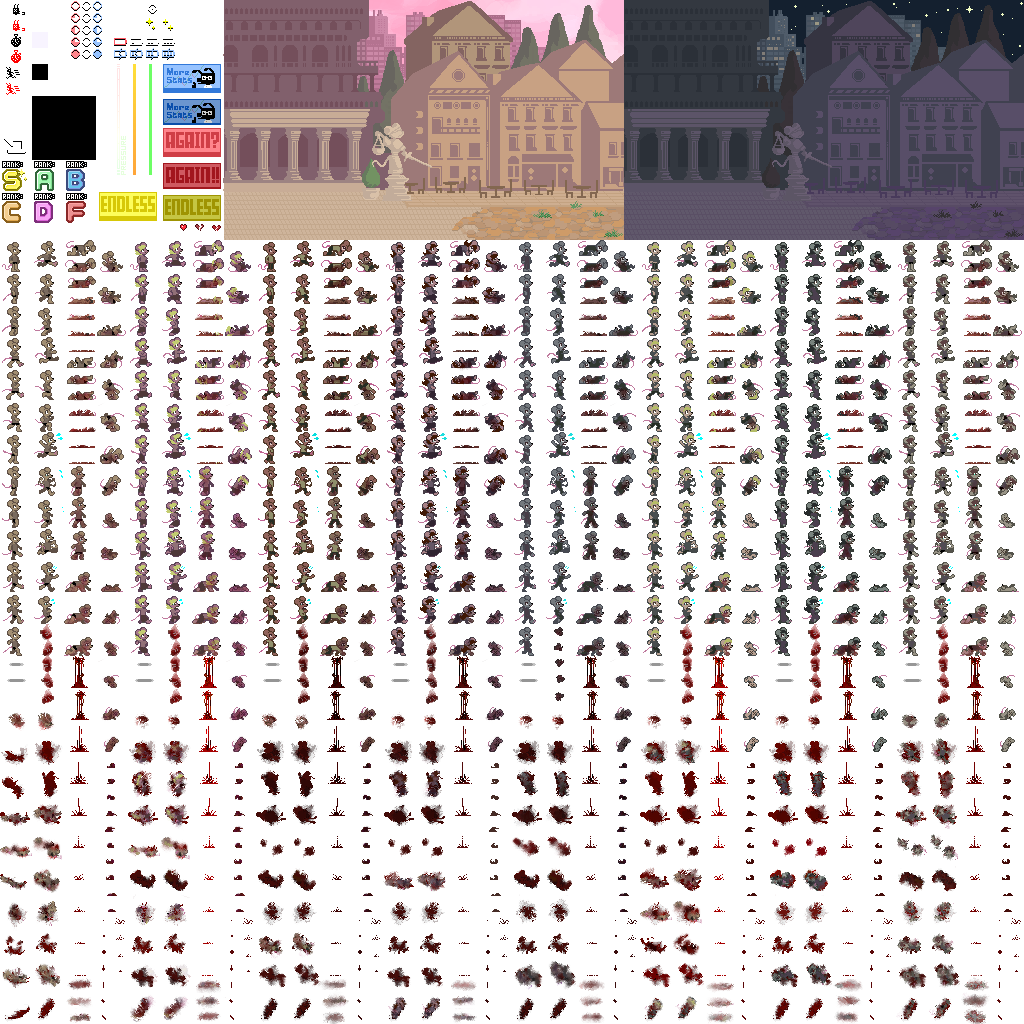 More
Stats
More
Stats
AGAIN?
RANK: RANK: RANK:
S A B
AGAIN!!
RANK: RANK: RANK:
C D F
ENDLESS ENDLESS